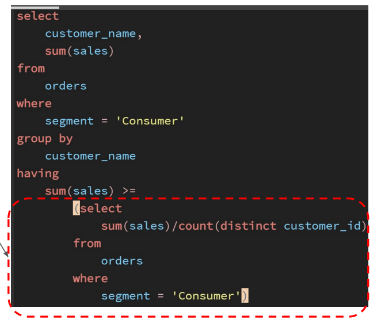 select
customer_name,
sum(sales)
from
orders
where
segment = 'Consumer'
group by
customer_name
having
sum(sales) >=
(select
sum(sales)/count(distinct customer_id)
from
orders
where
segment = 'Consumer')